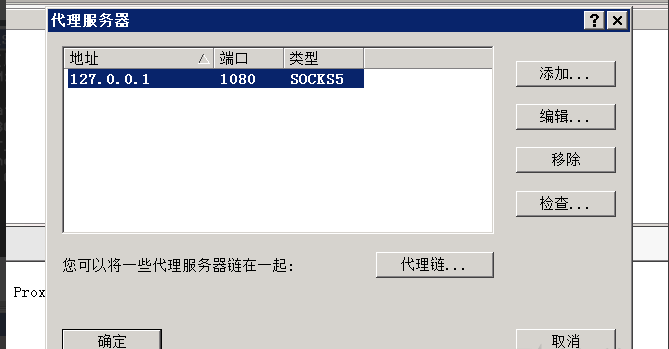 代理服务器
地址 端口 类型
127.0.0.1 1080 SOCKS5
添加...
编辑...
移除
检查...
您可以将一些代理服务器链在一起: 代理链...
Prox
确定 取消